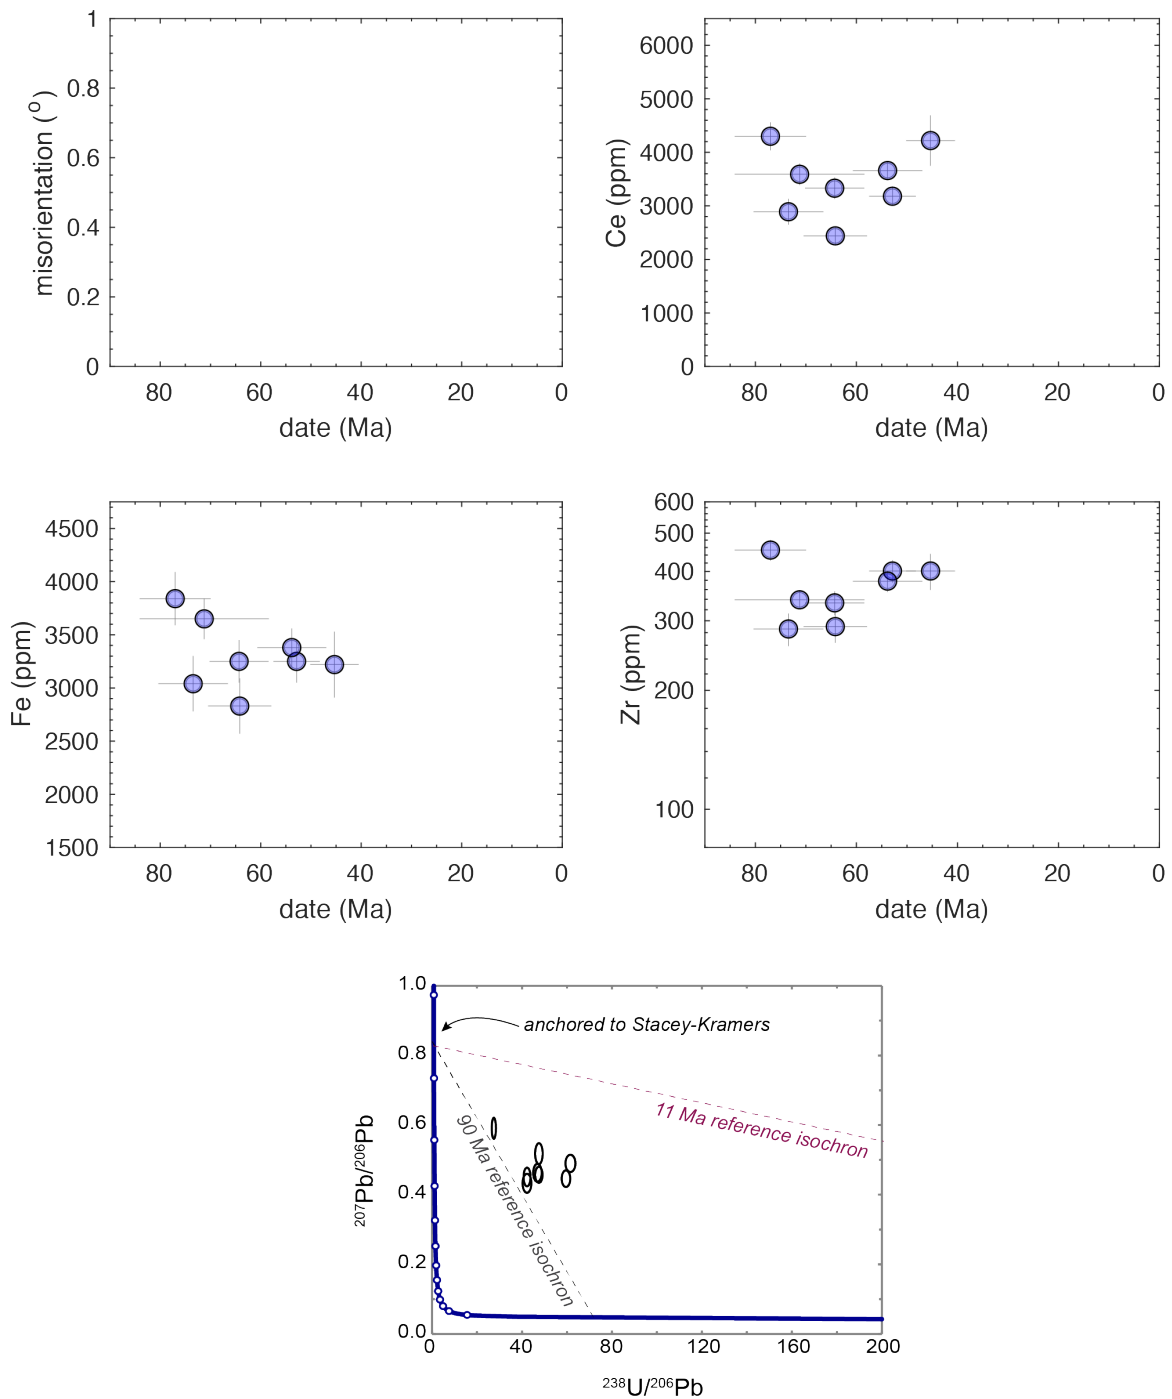 misorientation (°)
1
0.8
0.6
0.4
0.2
0
80 60 40 20 0
date (Ma)
Ce (ppm)
6000
5000
4000
3000
2000
1000
0
80 60 40 20 0
date (Ma)
Fe (ppm)
4500
4000
3500
3000
2500
2000
1500
80 60 40 20 0
date (Ma)
Zr (ppm)
600
500
400
300
200
100
80 60 40 20 0
date (Ma)
²⁰⁷Pb/²⁰⁶Pb
1.0
0.8
0.6
0.4
0.2
0.0
anchored to Stacey-Kramers
11 Ma reference isochron
90 Ma reference isochron
0 40 80 120 160 200
²³⁸U/²⁰⁶Pb